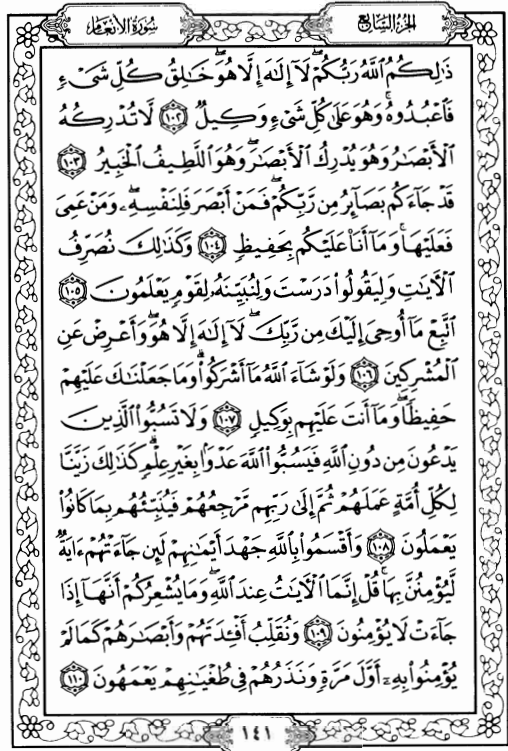 الجزء السابع
سورة الأنعام
ذَٰلِكُمُ ٱللَّهُ رَبُّكُمْ ۖ لَآ إِلَٰهَ إِلَّا هُوَ ۖ خَٰلِقُ كُلِّ شَىْءٍ
فَٱعْبُدُوهُ ۚ وَهُوَ عَلَىٰ كُلِّ شَىْءٍ وَكِيلٌ ١٠٢ لَّا تُدْرِكُهُ
ٱلْأَبْصَٰرُ وَهُوَ يُدْرِكُ ٱلْأَبْصَٰرَ ۖ وَهُوَ ٱللَّطِيفُ ٱلْخَبِيرُ ١٠٣
قَدْ جَآءَكُم بَصَآئِرُ مِن رَّبِّكُمْ ۖ فَمَنْ أَبْصَرَ فَلِنَفْسِهِۦ ۖ وَمَنْ عَمِىَ
فَعَلَيْهَا ۚ وَمَآ أَنَا۠ عَلَيْكُم بِحَفِيظٍ ١٠٤ وَكَذَٰلِكَ نُصَرِّفُ
ٱلْءَايَٰتِ وَلِيَقُولُوا۟ دَرَسْتَ وَلِنُبَيِّنَهُۥ لِقَوْمٍ يَعْلَمُونَ ١٠٥
ٱتَّبِعْ مَآ أُوحِىَ إِلَيْكَ مِن رَّبِّكَ ۖ لَآ إِلَٰهَ إِلَّا هُوَ ۖ وَأَعْرِضْ عَنِ
ٱلْمُشْرِكِينَ ١٠٦ وَلَوْ شَآءَ ٱللَّهُ مَآ أَشْرَكُوا۟ ۗ وَمَا جَعَلْنَٰكَ عَلَيْهِمْ
حَفِيظًا ۖ وَمَآ أَنتَ عَلَيْهِم بِوَكِيلٍ ١٠٧ وَلَا تَسُبُّوا۟ ٱلَّذِينَ
يَدْعُونَ مِن دُونِ ٱللَّهِ فَيَسُبُّوا۟ ٱللَّهَ عَدْوًۢا بِغَيْرِ عِلْمٍ ۗ كَذَٰلِكَ زَيَّنَّا
لِكُلِّ أُمَّةٍ عَمَلَهُمْ ثُمَّ إِلَىٰ رَبِّهِم مَّرْجِعُهُمْ فَيُنَبِّئُهُم بِمَا كَانُوا۟
يَعْمَلُونَ ١٠٨ وَأَقْسَمُوا۟ بِٱللَّهِ جَهْدَ أَيْمَٰنِهِمْ لَئِن جَآءَتْهُمْ ءَايَةٌ
لَّيُؤْمِنُنَّ بِهَا ۚ قُلْ إِنَّمَا ٱلْءَايَٰتُ عِندَ ٱللَّهِ ۖ وَمَا يُشْعِرُكُمْ أَنَّهَآ إِذَا
جَآءَتْ لَا يُؤْمِنُونَ ١٠٩ وَنُقَلِّبُ أَفْـِٔدَتَهُمْ وَأَبْصَٰرَهُمْ كَمَا لَمْ
يُؤْمِنُوا۟ بِهِۦٓ أَوَّلَ مَرَّةٍ وَنَذَرُهُمْ فِى طُغْيَٰنِهِمْ يَعْمَهُونَ ١١٠
١٤١